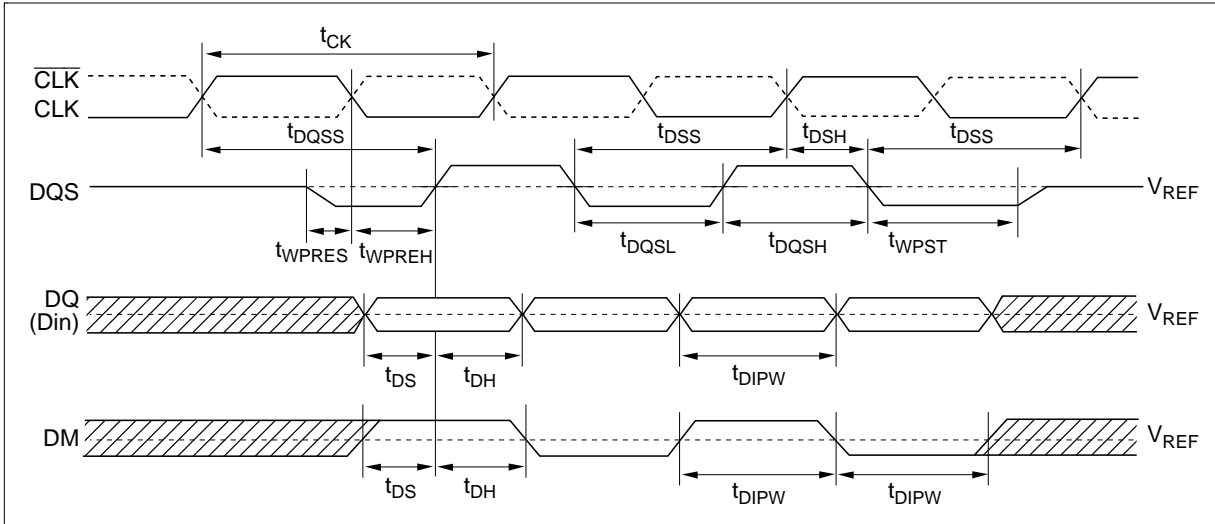 tCK
CLK
CLK
tDQSS
tDSS
tDSH
tDSS
DQS
VREF
tWPRES
tWPREH
tDQSL
tDQSH
tWPST
DQ
(Din)
VREF
tDS
tDH
tDIPW
DM
VREF
tDS
tDH
tDIPW
tDIPW